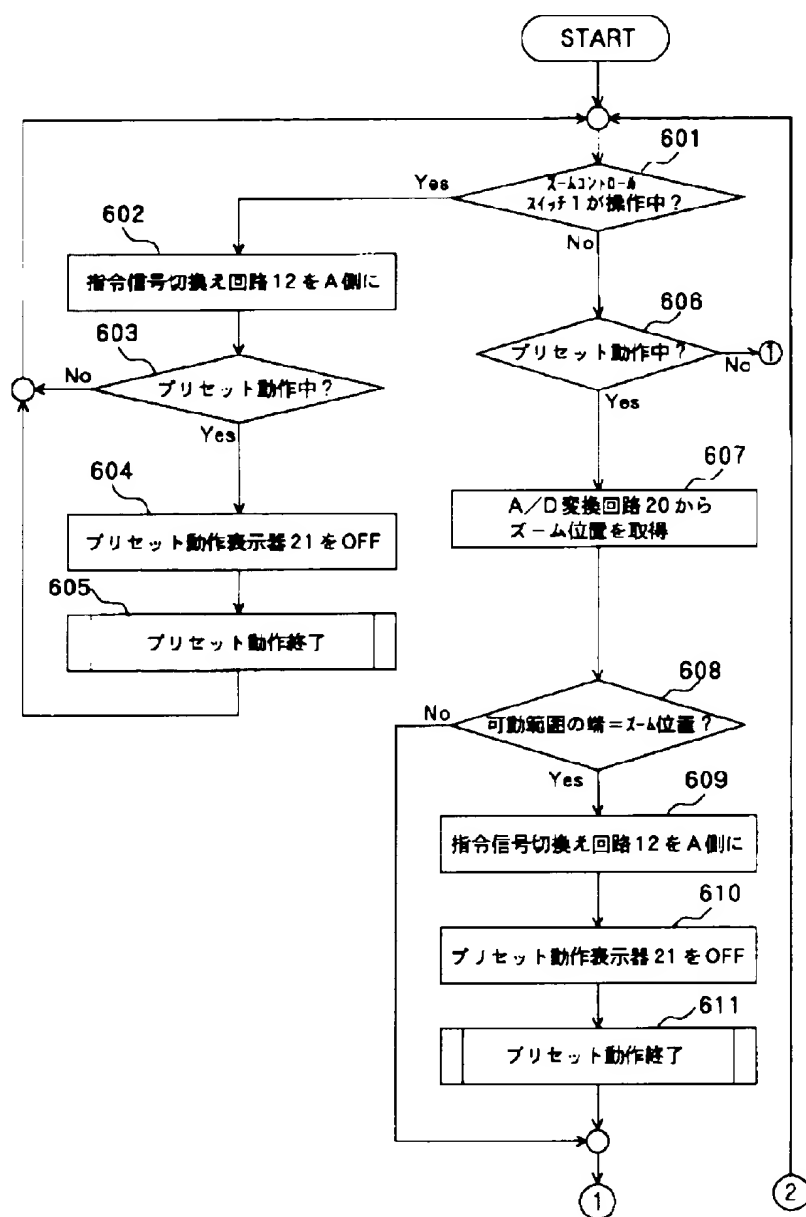 START
601
ズームコントロール
スイッチ1が操作中?
Yes
No
602
指令信号切換え回路12をA側に
603
プリセット動作中?
No
Yes
604
プリセット動作表示器21をOFF
605
プリセット動作終了
606
プリセット動作中?
No
①
Yes
607
A/D変換回路20から
ズーム位置を取得
608
可動範囲の端=ズーム位置?
No
Yes
609
指令信号切換え回路12をA側に
610
プリセット動作表示器21をOFF
611
プリセット動作終了
①
②